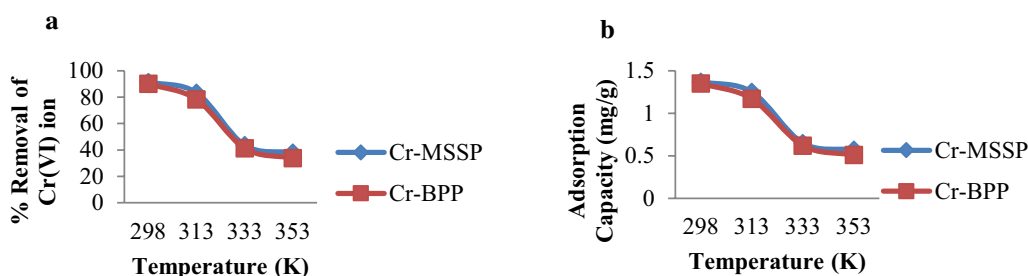 a
% Removal of
Cr(VI) ion
100
80
60
40
20
0
298 313 333 353
Temperature (K)
Cr-MSSP
Cr-BPP
b
Adsorption
Capacity (mg/g)
1.5
1
0.5
0
298 313 333 353
Temperature (K)
Cr-MSSP
Cr-BPP